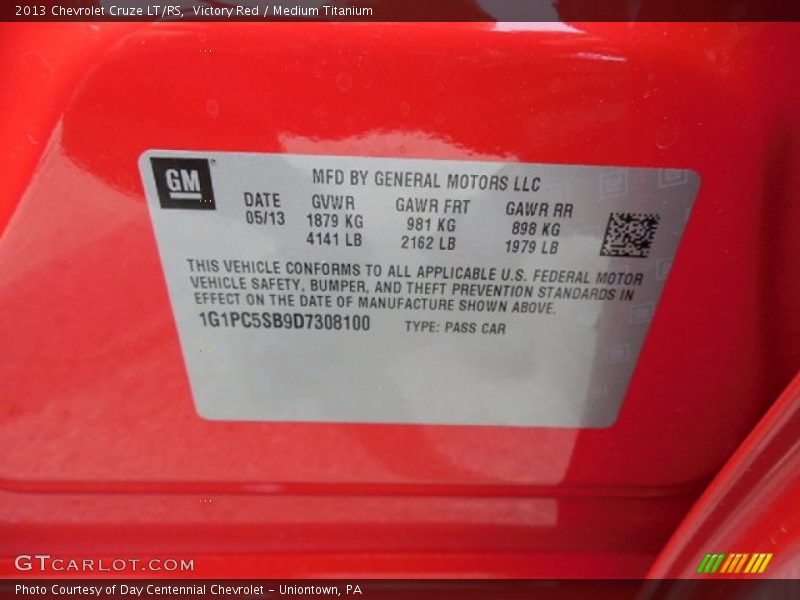 2013 Chevrolet Cruze LT/RS, Victory Red / Medium Titanium
GM
MFD BY GENERAL MOTORS LLC
DATE GVWR GAWR FRT GAWR RR
05/13 1879 KG 981 KG 898 KG
4141 LB 2162 LB 1979 LB
THIS VEHICLE CONFORMS TO ALL APPLICABLE U.S. FEDERAL MOTOR
VEHICLE SAFETY, BUMPER, AND THEFT PREVENTION STANDARDS IN
EFFECT ON THE DATE OF MANUFACTURE SHOWN ABOVE.
1G1PC5SB9D7308100 TYPE: PASS CAR
GTCARLOT.COM
Photo Courtesy of Day Centennial Chevrolet - Uniontown, PA